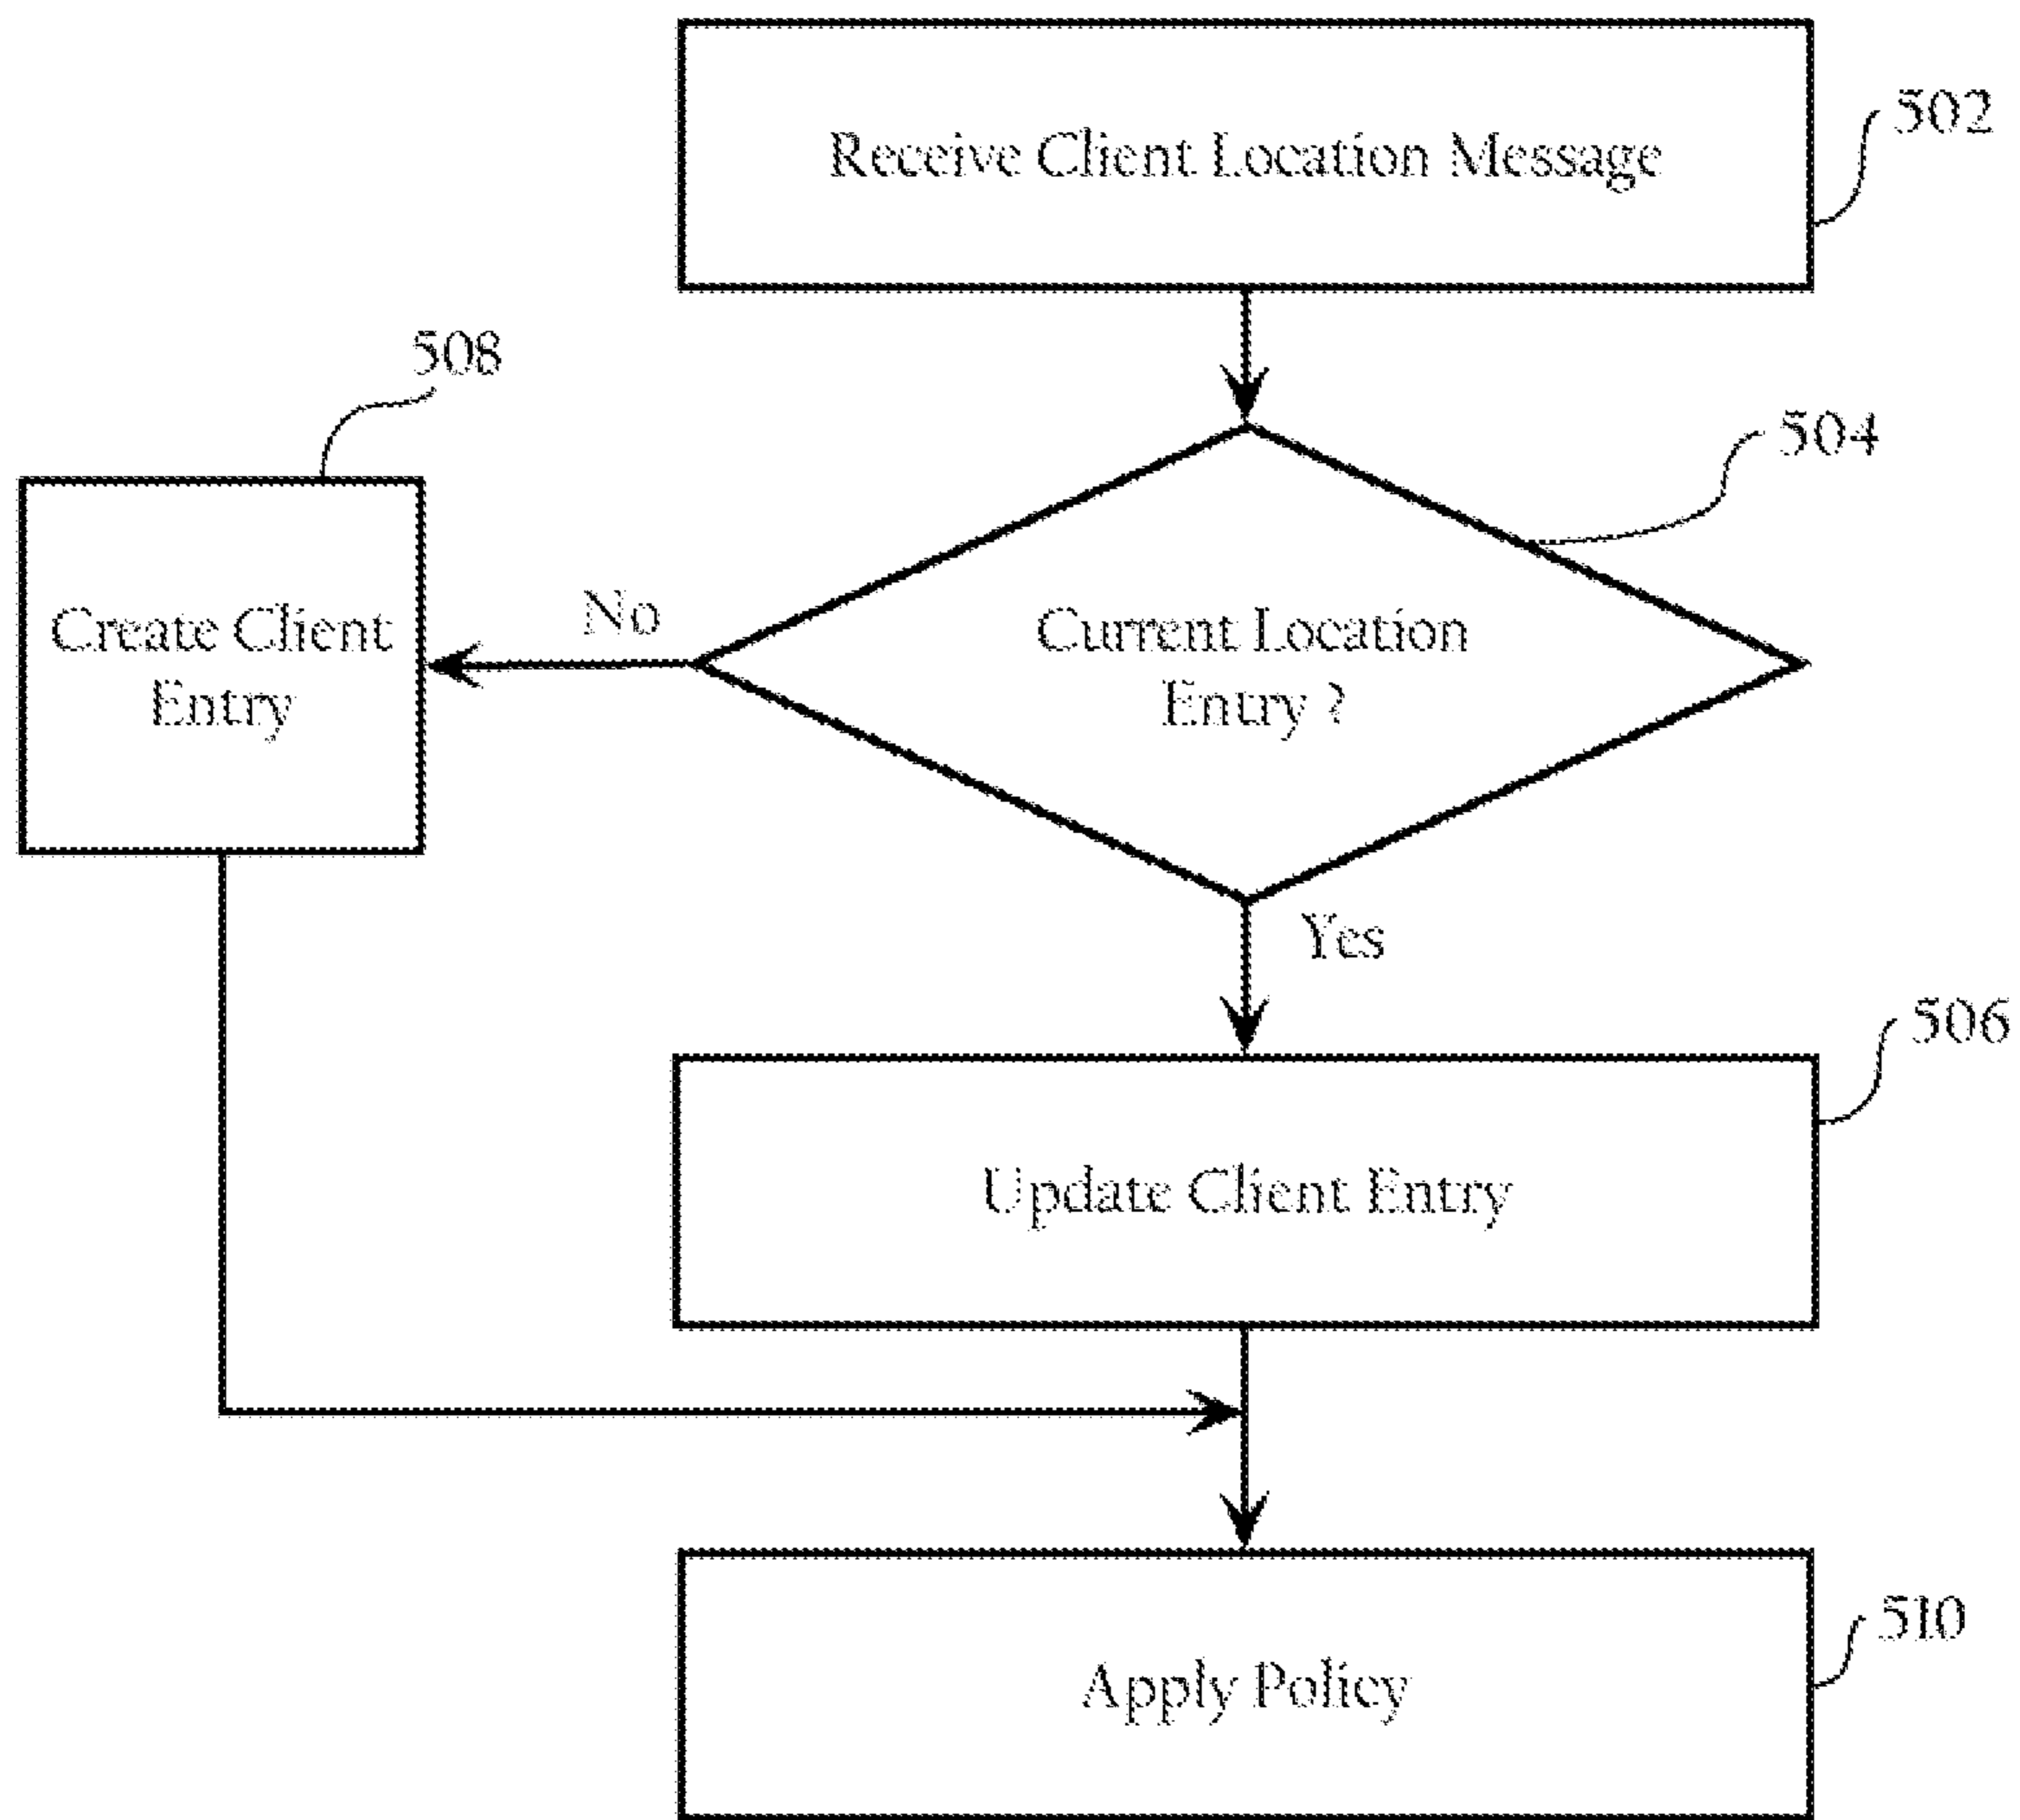 Receive Client Location Message
502
508
504
Create Client
Entry
No
Current Location
Entry ?
Yes
506
Update Client Entry
510
Apply Policy